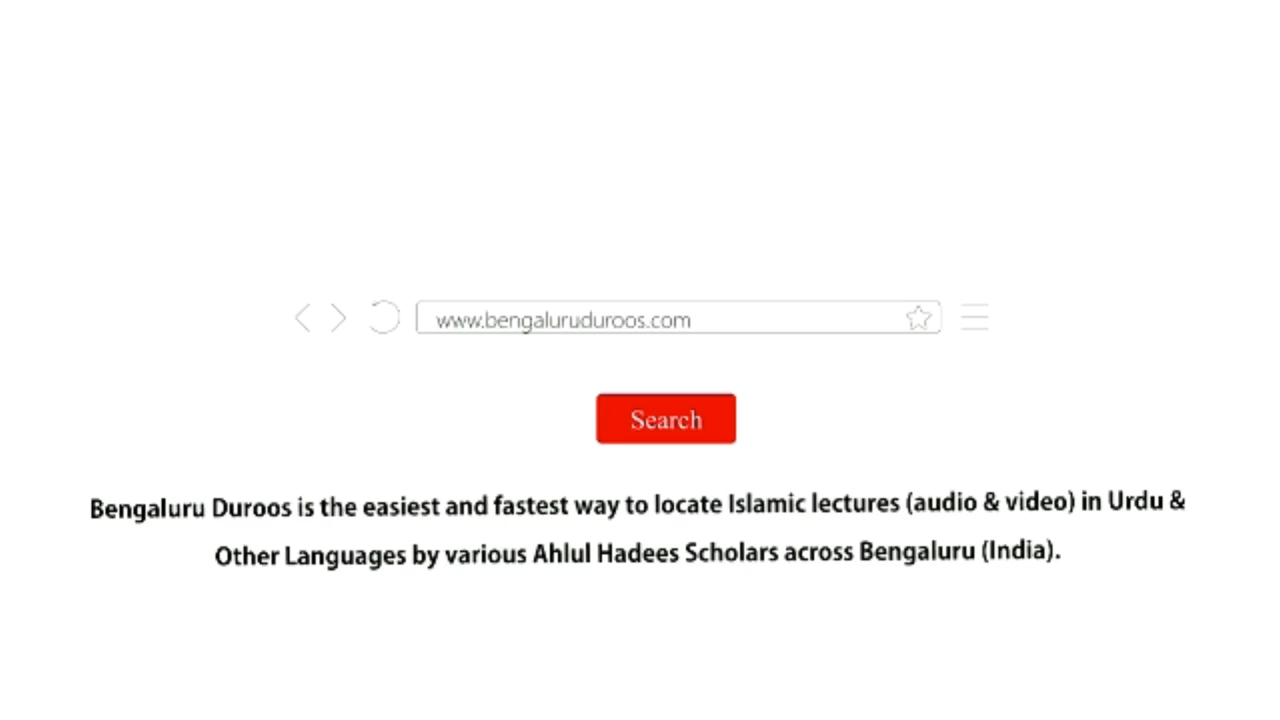 www.bengaluruduroos.com
Search
Bengaluru Duroos is the easiest and fastest way to locate Islamic lectures (audio & video) in Urdu &
Other Languages by various Ahlul Hadees Scholars across Bengaluru (India).